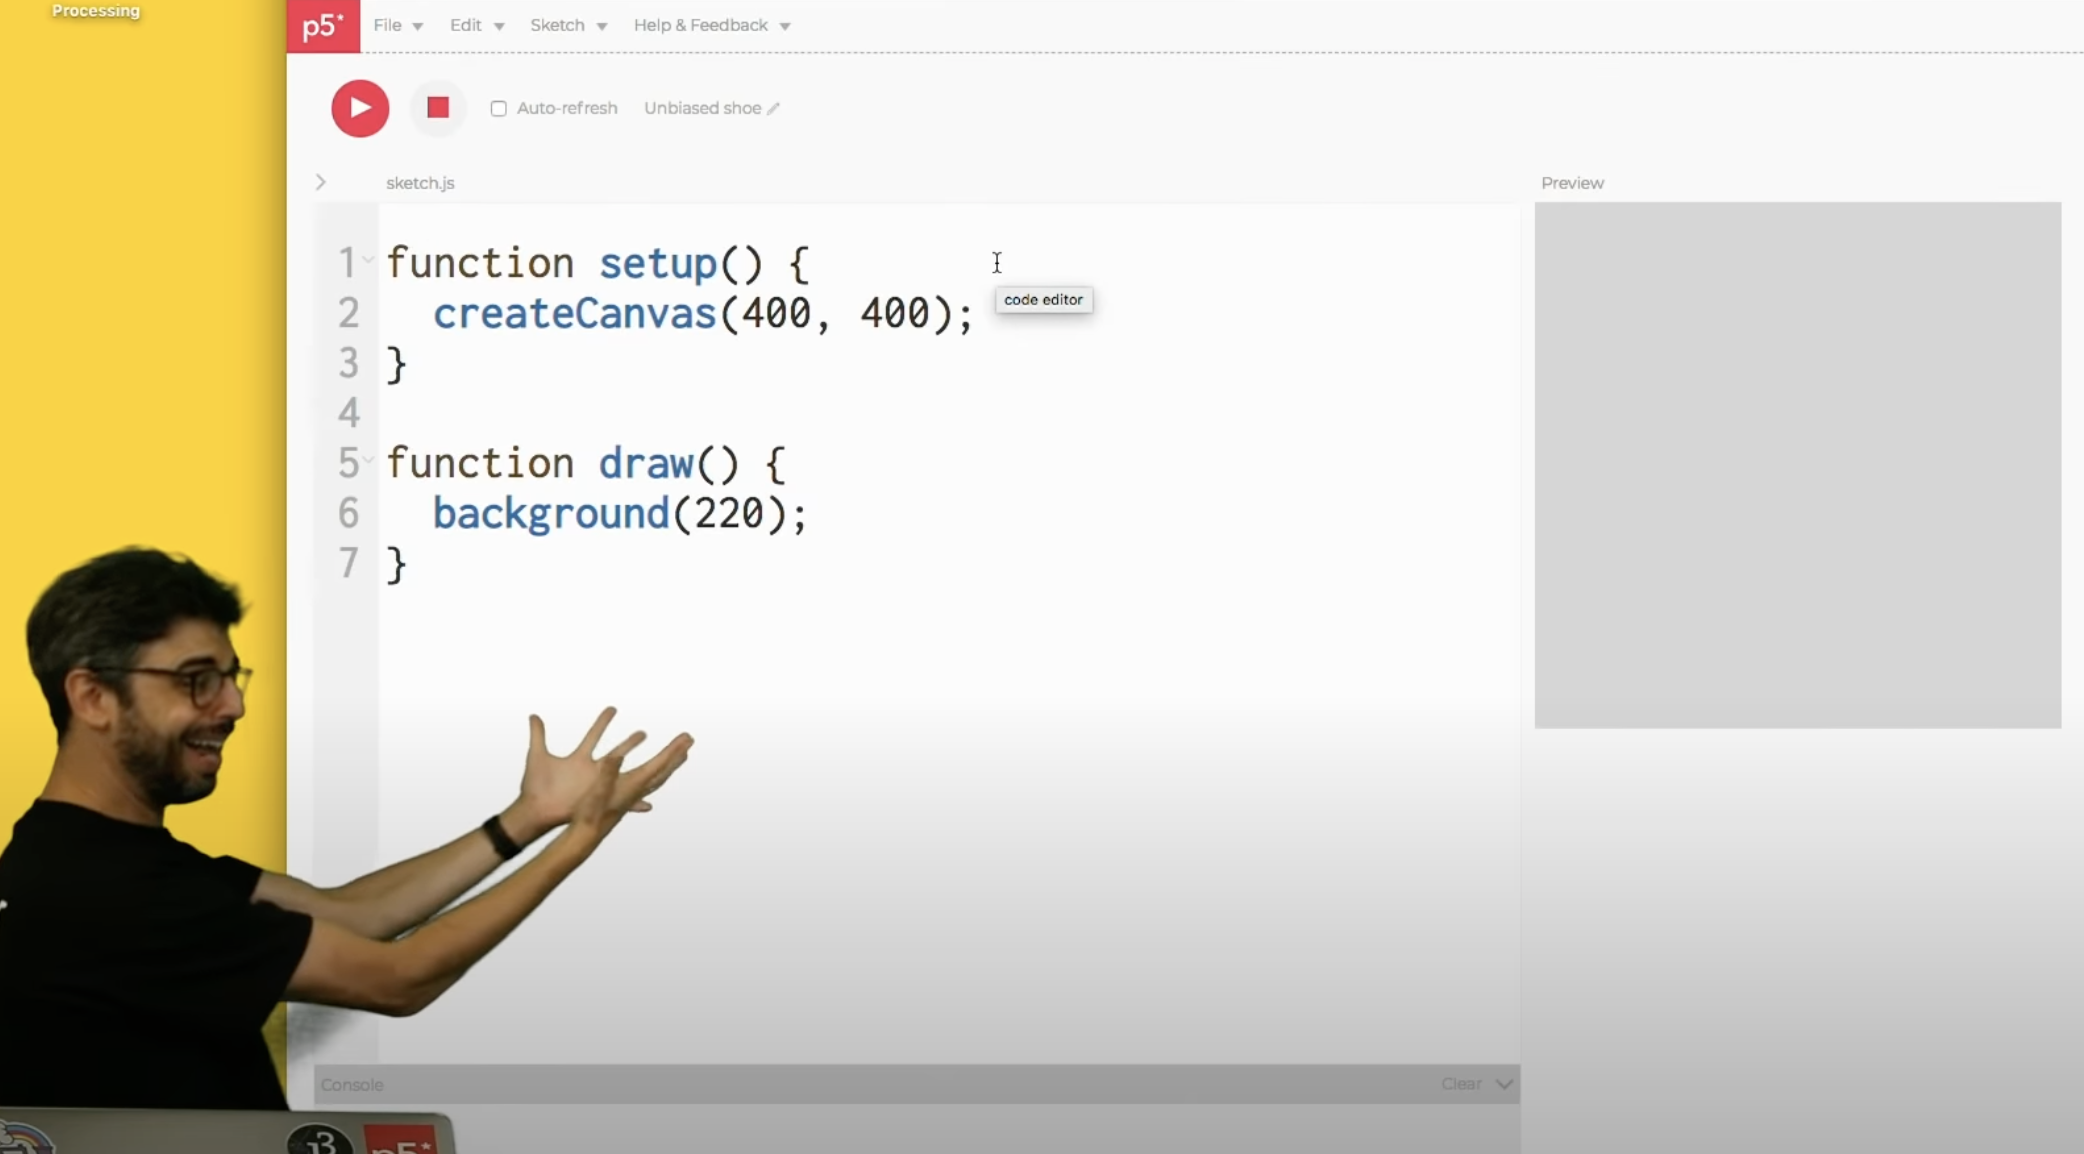 Processing
p5*
File Edit Sketch Help & Feedback
Auto-refresh Unbiased shoe
sketch.js
Preview
1 function setup() {
2 createCanvas(400, 400);
code editor
3 }
4
5 function draw() {
6 background(220);
7 }
Console
Clear
p5*